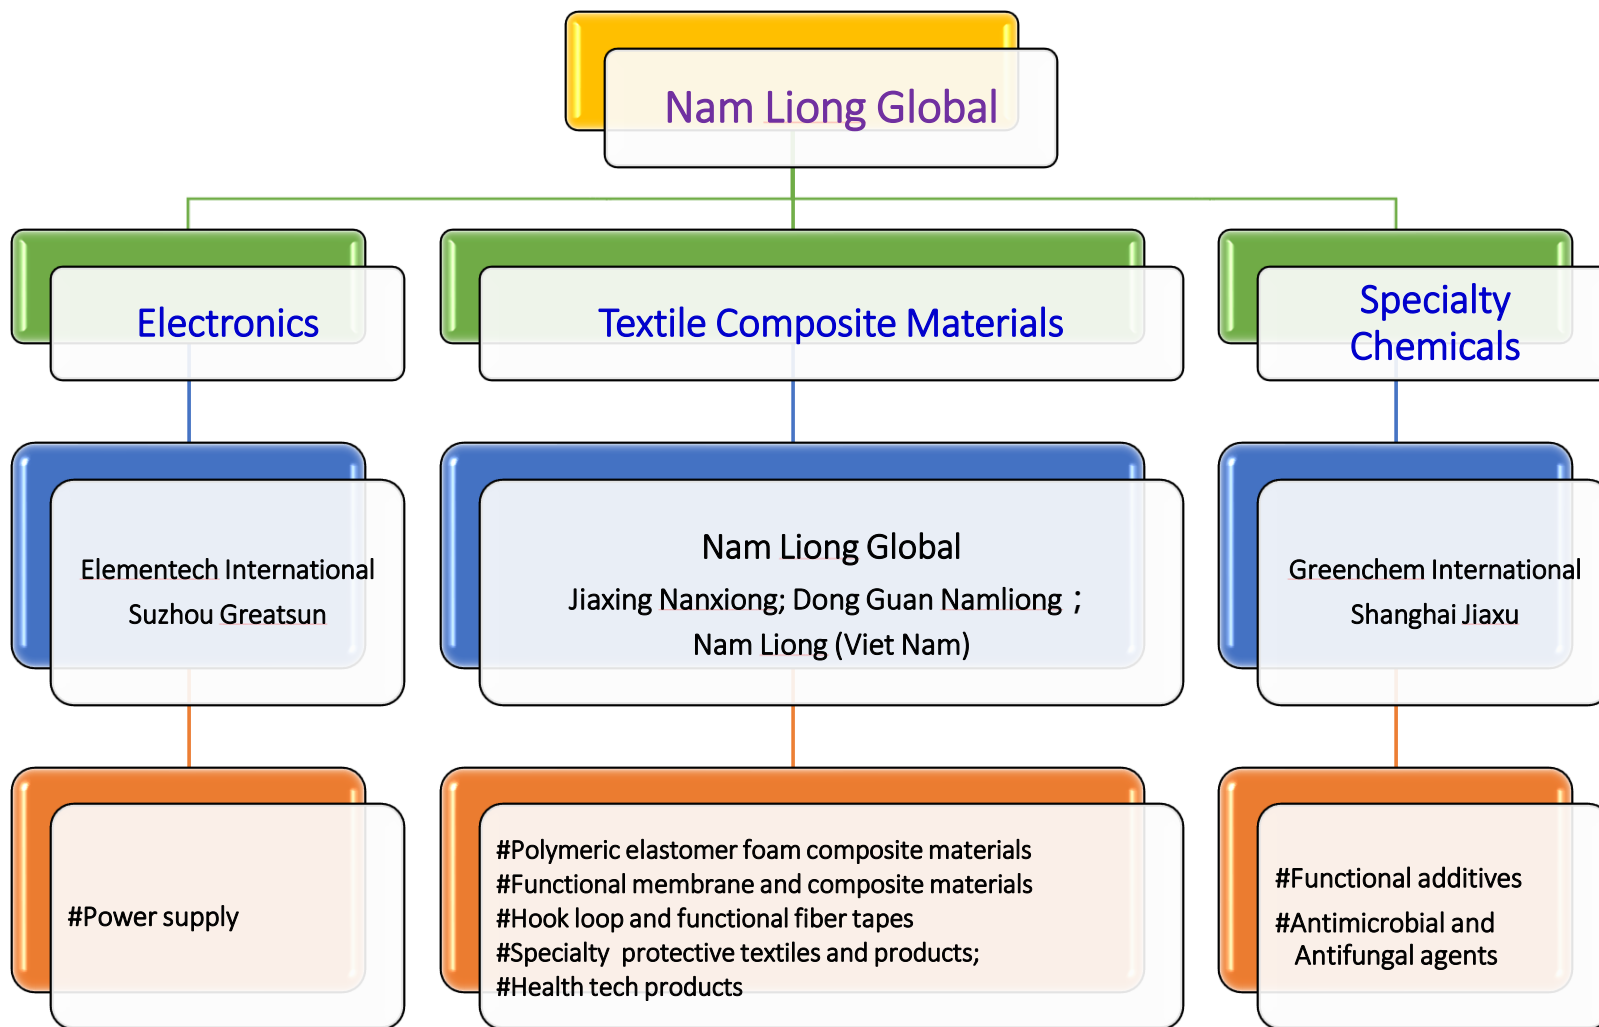 Nam Liong Global
Electronics
Textile Composite Materials
Specialty
Chemicals
Elementech International
Suzhou Greatsun
Nam Liong Global
Jiaxing Nanxiong; Dong Guan Namliong；
Nam Liong (Viet Nam)
Greenchem International
Shanghai Jiaxu
#Power supply
#Polymeric elastomer foam composite materials
#Functional membrane and composite materials
#Hook loop and functional fiber tapes
#Specialty  protective textiles and products;
#Health tech products
#Functional additives
#Antimicrobial and
Antifungal agents